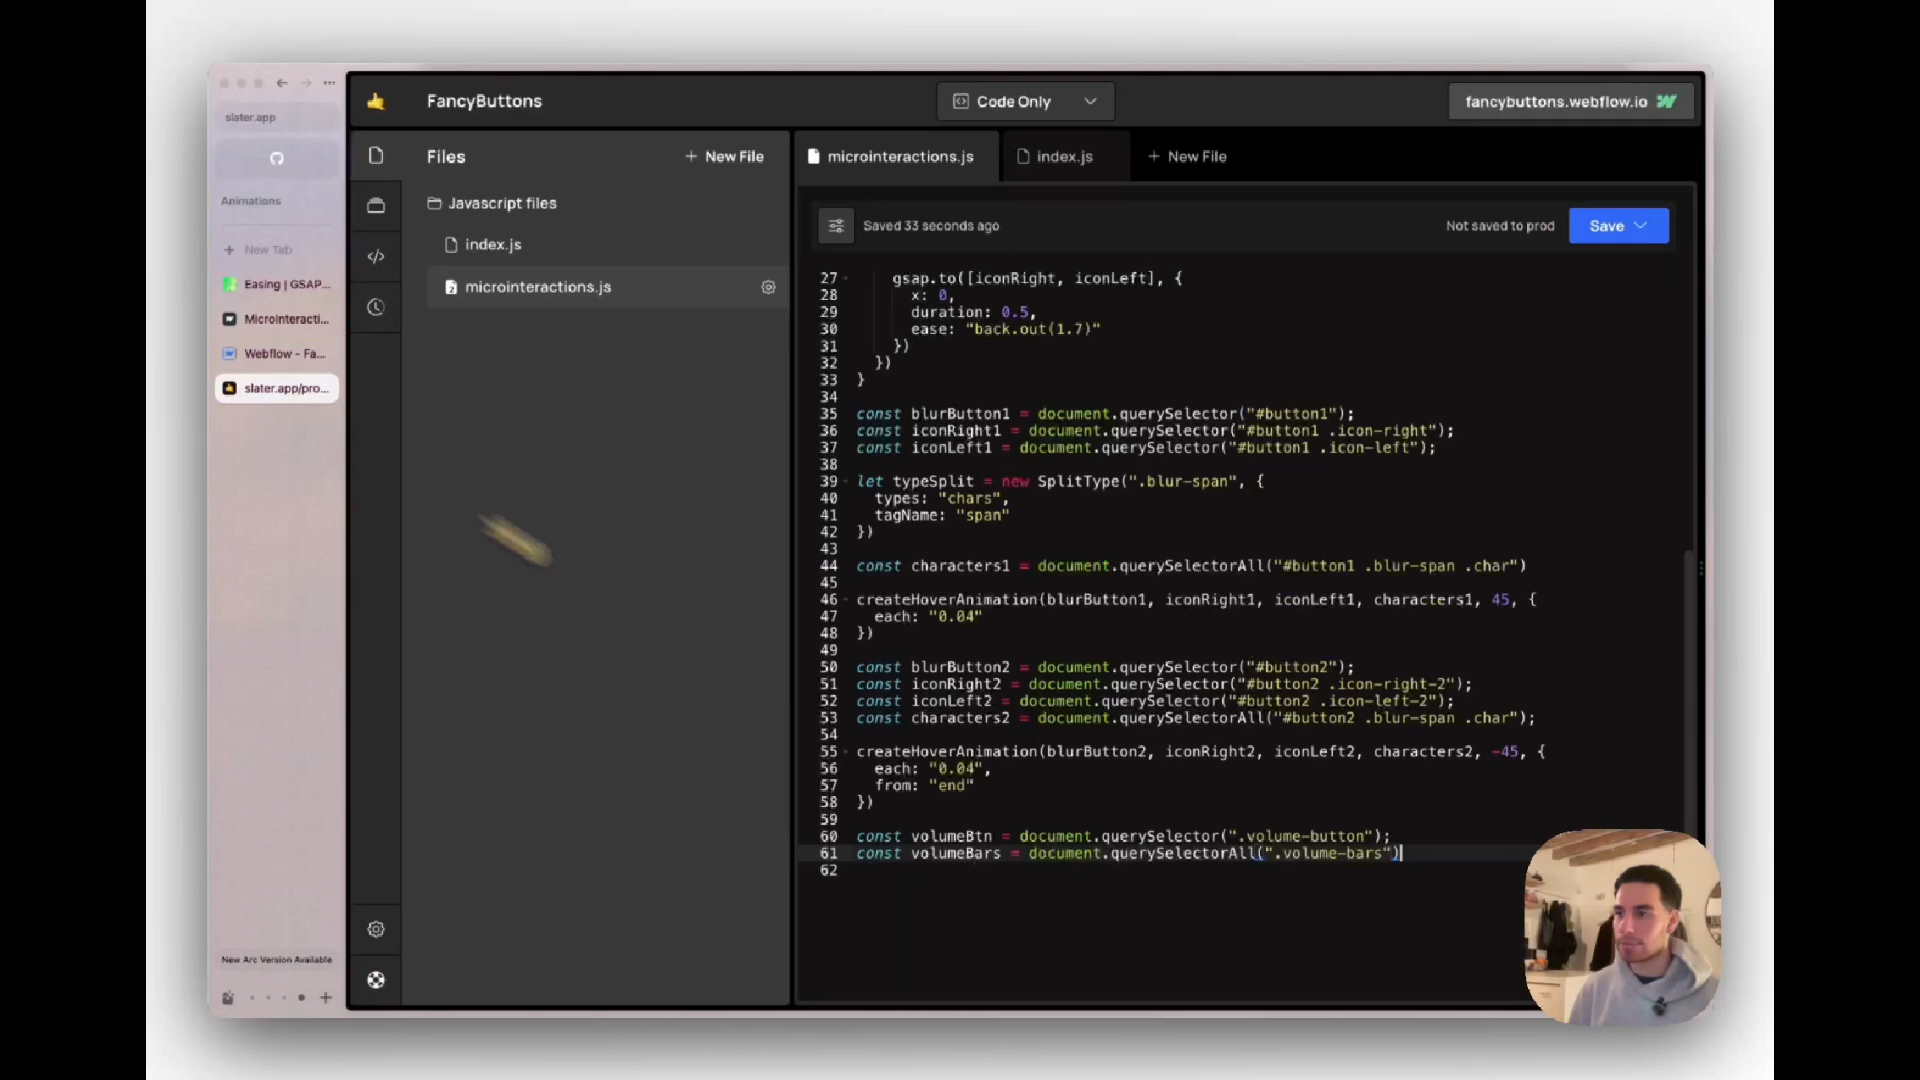 slater.app
Animations
New Tab
Easing | GSAP...
MicroInteracti...
Webflow - Fa...
slater.app/pro...
New Arc Version Available
FancyButtons
Code Only
fancybuttons.webflow.io
Files
+ New File
Javascript files
index.js
microinteractions.js
microinteractions.js
index.js
+ New File
Saved 33 seconds ago
Not saved to prod
Save
27 gsap.to([iconRight, iconLeft], {
28 x: 0,
29 duration: 0.5,
30 ease: "back.out(1.7)"
31 })
32 })
33 }
34
35 const blurButton1 = document.querySelector("#button1");
36 const iconRight1 = document.querySelector("#button1 .icon-right");
37 const iconLeft1 = document.querySelector("#button1 .icon-left");
38
39 let typeSplit = new SplitType(".blur-span", {
40 types: "chars",
41 tagName: "span"
42 })
43
44 const characters1 = document.querySelectorAll("#button1 .blur-span .char")
45
46 createHoverAnimation(blurButton1, iconRight1, iconLeft1, characters1, 45, {
47 each: "0.04"
48 })
49
50 const blurButton2 = document.querySelector("#button2");
51 const iconRight2 = document.querySelector("#button2 .icon-right-2");
52 const iconLeft2 = document.querySelector("#button2 .icon-left-2");
53 const characters2 = document.querySelectorAll("#button2 .blur-span .char");
54
55 createHoverAnimation(blurButton2, iconRight2, iconLeft2, characters2, -45, {
56 each: "0.04",
57 from: "end"
58 })
59
60 const volumeBtn = document.querySelector(".volume-button");
61 const volumeBars = document.querySelectorAll(".volume-bars")
62